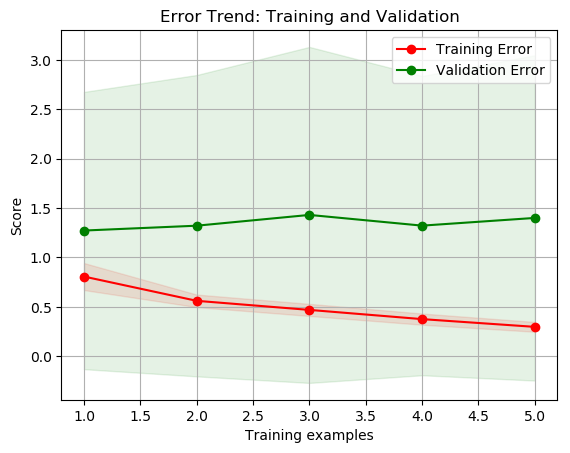 Error Trend: Training and Validation
Training Error
Validation Error
3.0
2.5
2.0
1.5
1.0
0.5
0.0
Score
1.0 1.5 2.0 2.5 3.0 3.5 4.0 4.5 5.0
Training examples